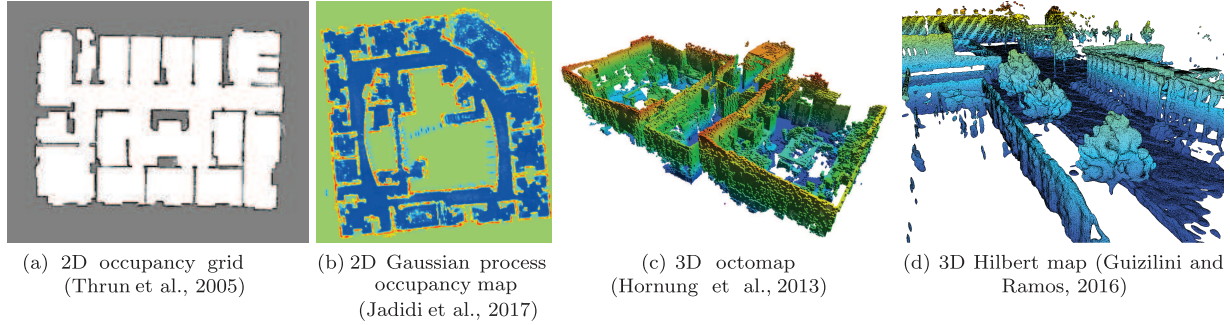 (a) 2D occupancy grid
(Thrun et al., 2005)
(b) 2D Gaussian process
occupancy map
(Jadidi et al., 2017)
(c) 3D octomap
(Hornung et al., 2013)
(d) 3D Hilbert map (Guizilini and
Ramos, 2016)